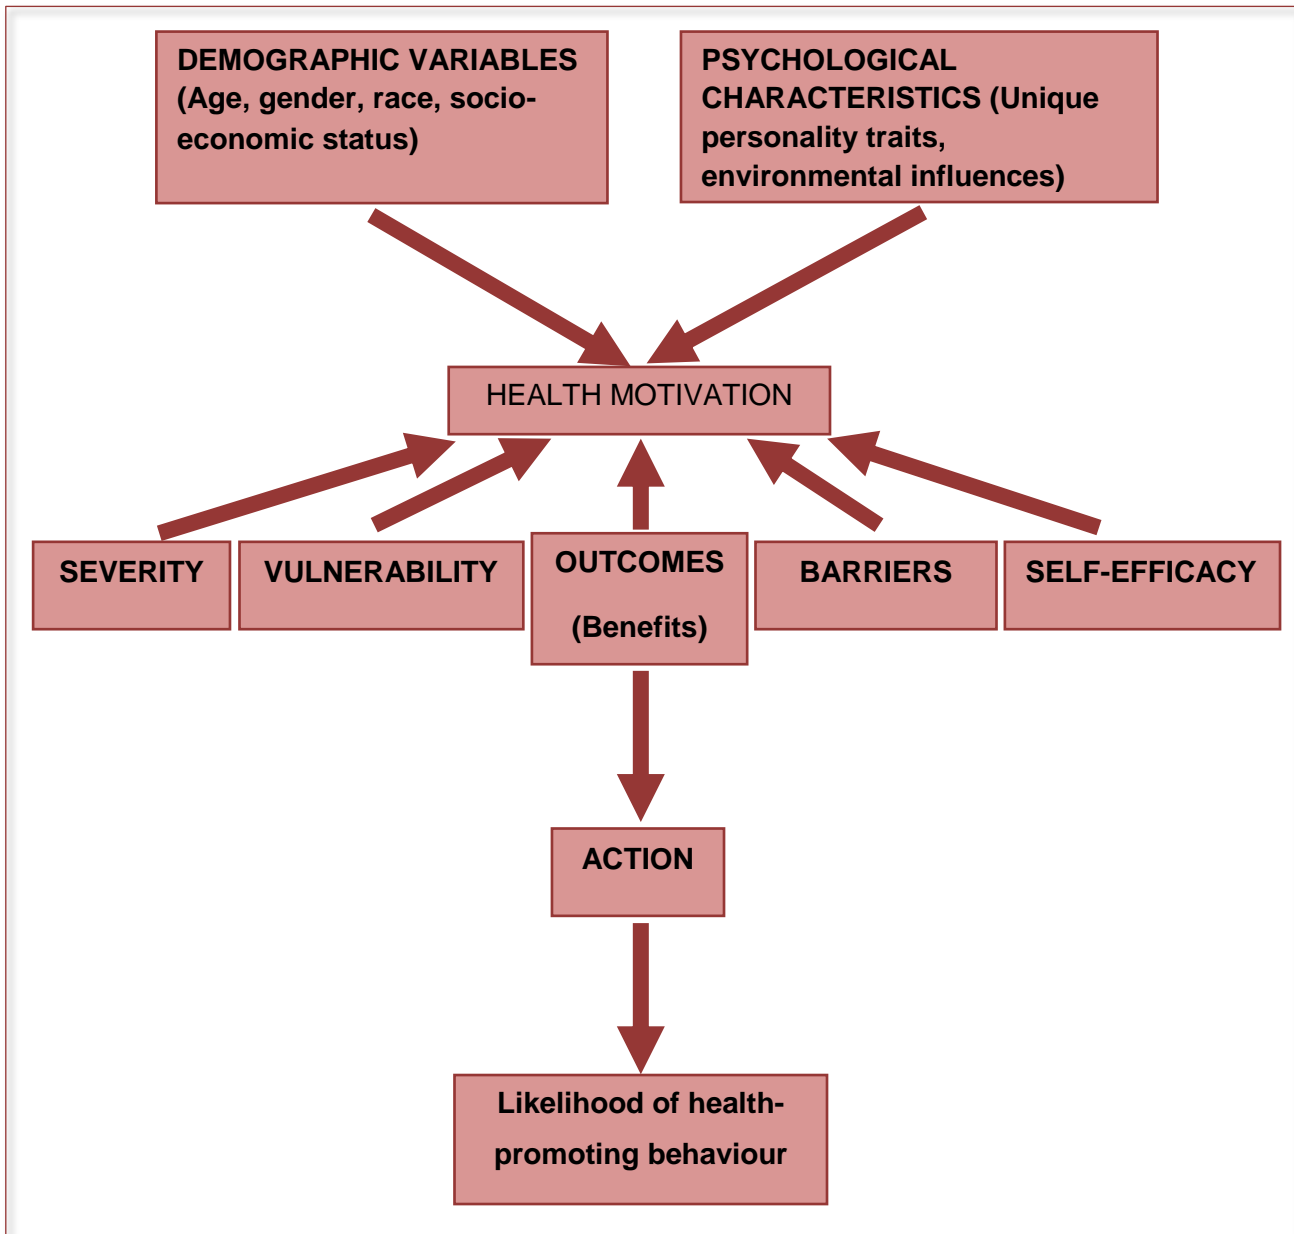 DEMOGRAPHIC VARIABLES
(Age, gender, race, socio-
economic status)
PSYCHOLOGICAL
CHARACTERISTICS (Unique
personality traits,
environmental influences)
HEALTH MOTIVATION
SEVERITY
VULNERABILITY
OUTCOMES
(Benefits)
BARRIERS
SELF-EFFICACY
ACTION
Likelihood of health-
promoting behaviour